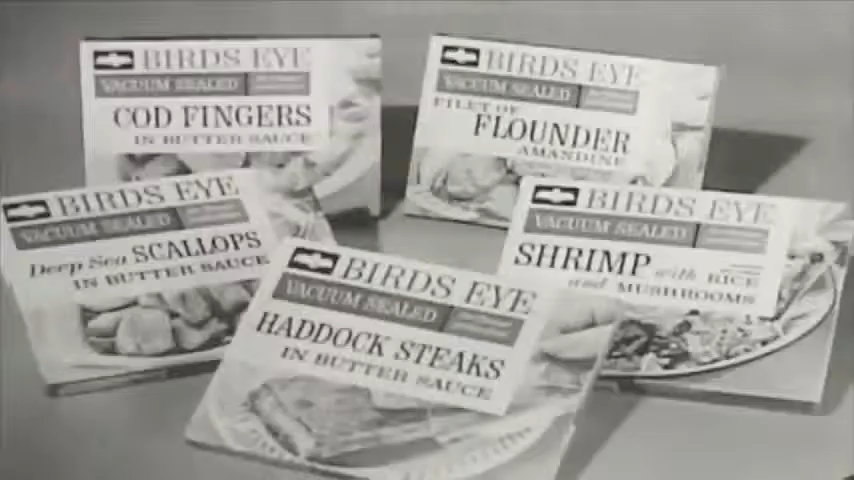 BIRDS EYE
VACUUM SEALED
COD FINGERS
IN BUTTER SAUCE
BIRDS EYE
VACUUM SEALED
FILET OF
FLOUNDER
AMANDINE
BIRDS EYE
VACUUM SEALED
Deep Sea SCALLOPS
IN BUTTER SAUCE
BIRDS EYE
VACUUM SEALED
SHRIMP with RICE
and MUSHROOMS
BIRDS EYE
VACUUM SEALED
HADDOCK STEAKS
IN BUTTER SAUCE